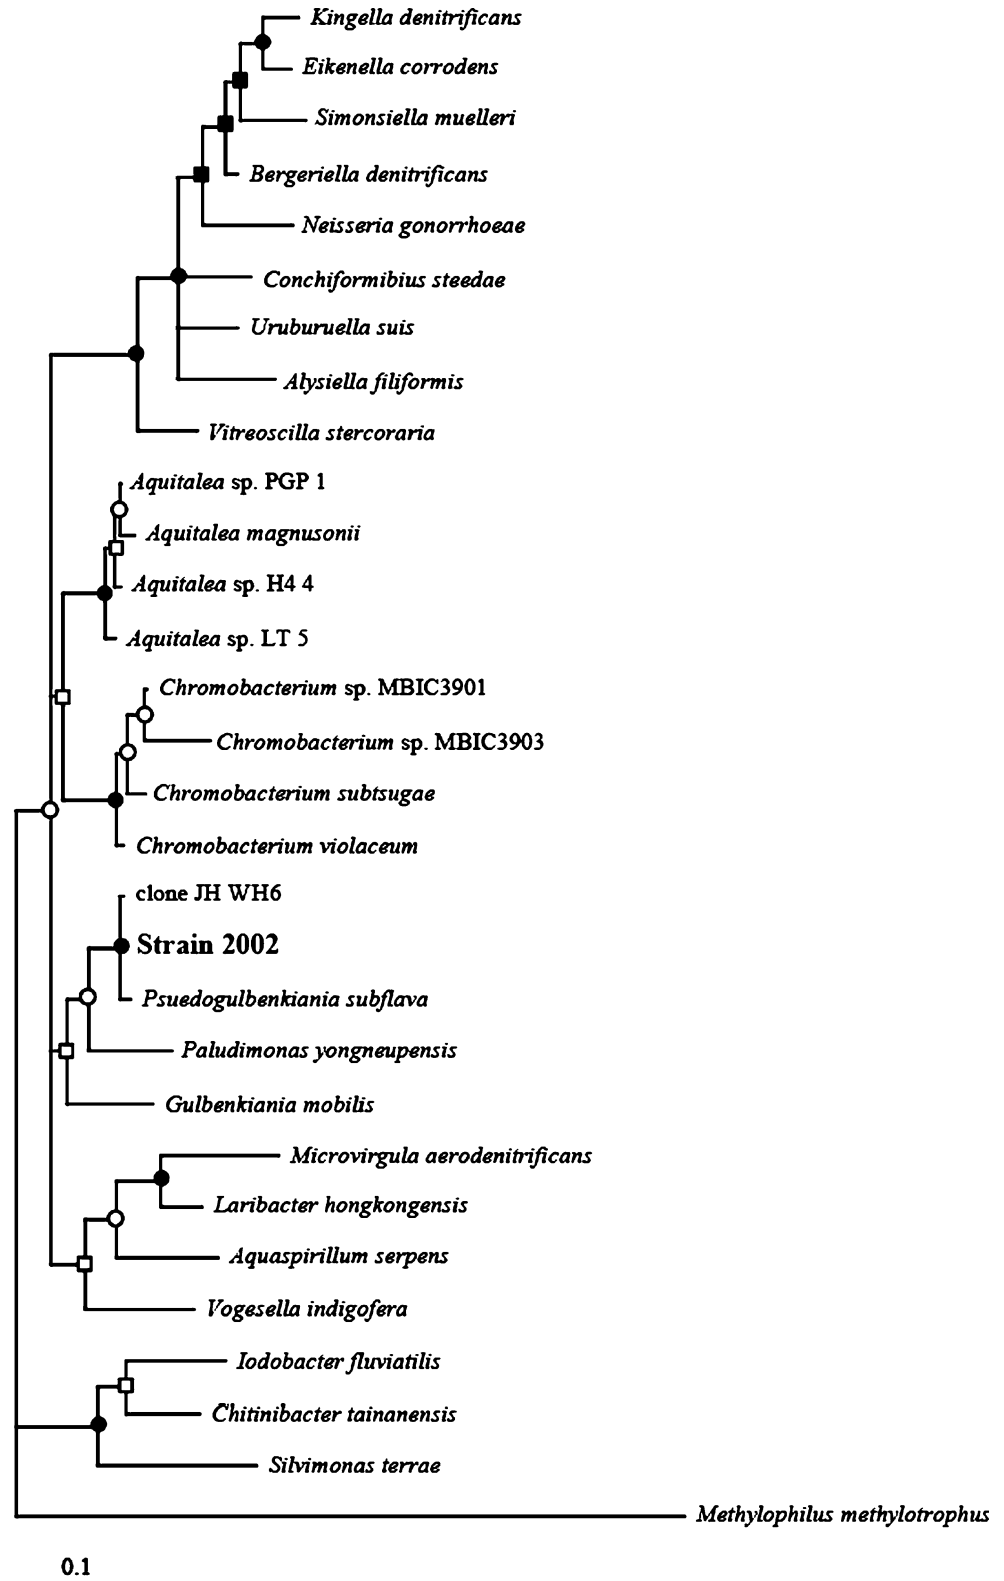 Kingella denitrificans
Eikenella corrodens
Simonsiella muelleri
Bergeriella denitrificans
Neisseria gonorrhoeae
Conchiformibius steedae
Uruburuella suis
Alysiella filiformis
Vitreoscilla stercoraria
Aquitalea sp. PGP 1
Aquitalea magnusonii
Aquitalea sp. H4 4
Aquitalea sp. LT 5
Chromobacterium sp. MBIC3901
Chromobacterium sp. MBIC3903
Chromobacterium subtsugae
Chromobacterium violaceum
clone JH WH6
Strain 2002
Psuedogulbenkiania subflava
Paludimonas yongneupensis
Gulbenkiania mobilis
Microvirgula aerodenitrificans
Laribacter hongkongensis
Aquaspirillum serpens
Vogesella indigofera
Iodobacter fluviatilis
Chitinibacter tainanensis
Silvimonas terrae
Methylophilus methylotrophus
0.1